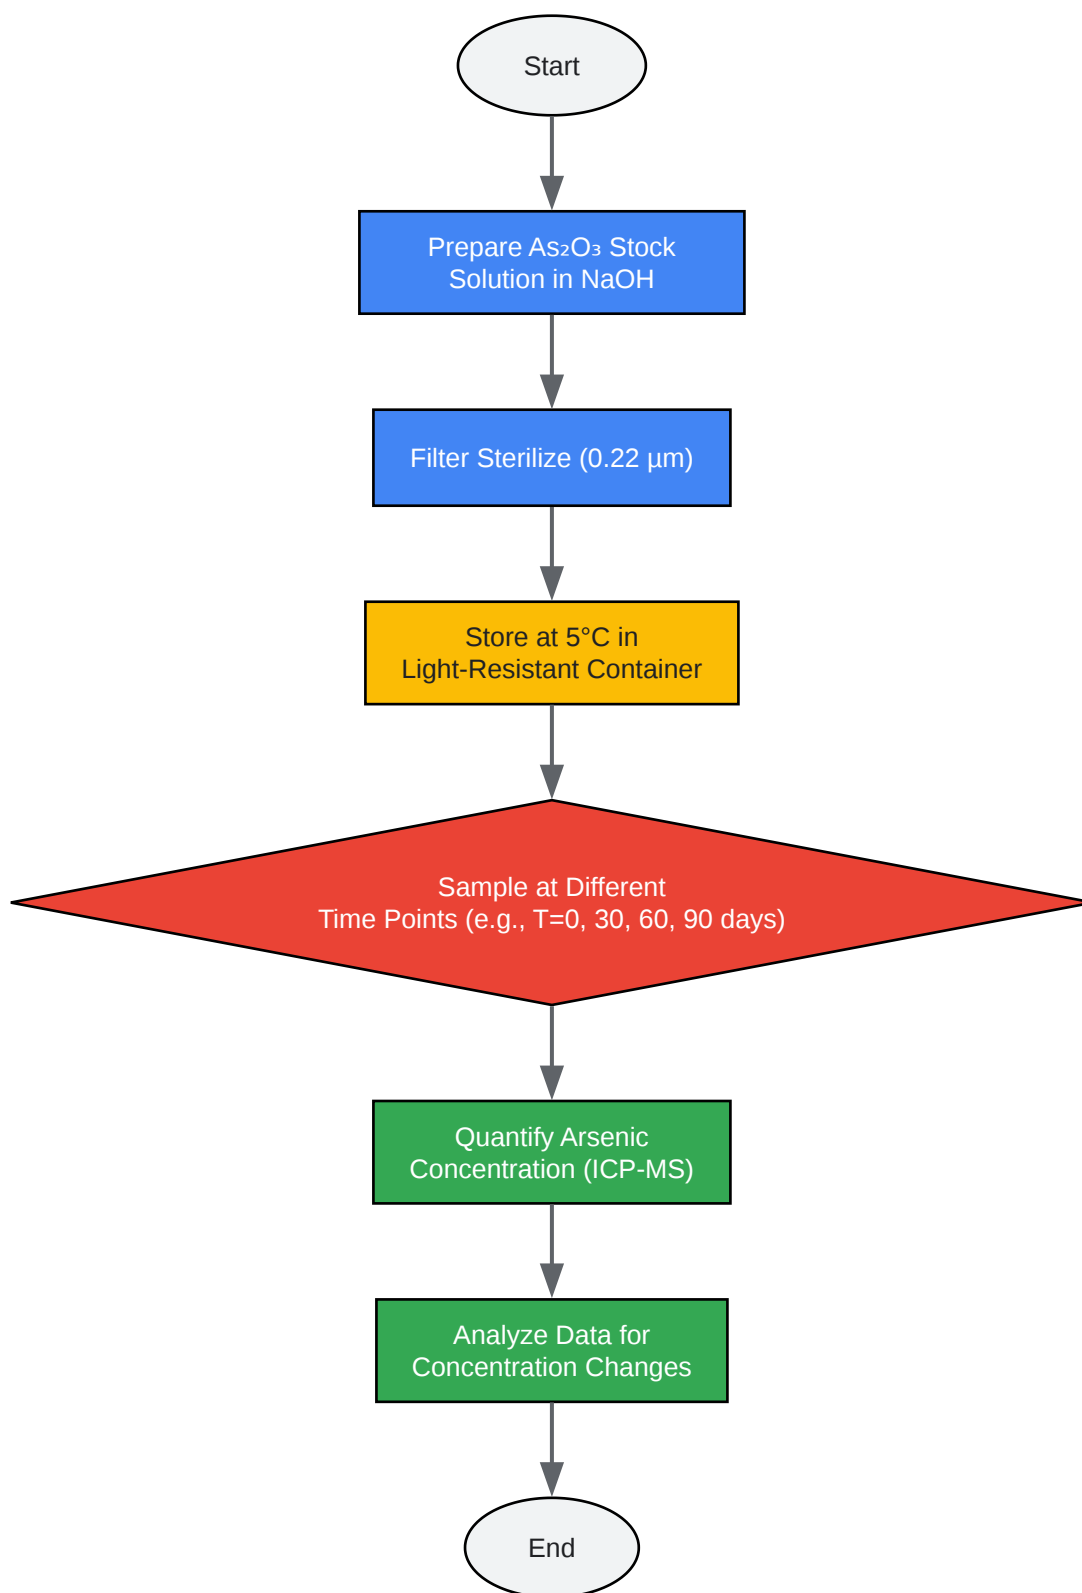 Start
Prepare As₂O₃ Stock
Solution in NaOH
Filter Sterilize (0.22 µm)
Store at 5°C in
Light-Resistant Container
Sample at Different
Time Points (e.g., T=0, 30, 60, 90 days)
Quantify Arsenic
Concentration (ICP-MS)
Analyze Data for
Concentration Changes
End